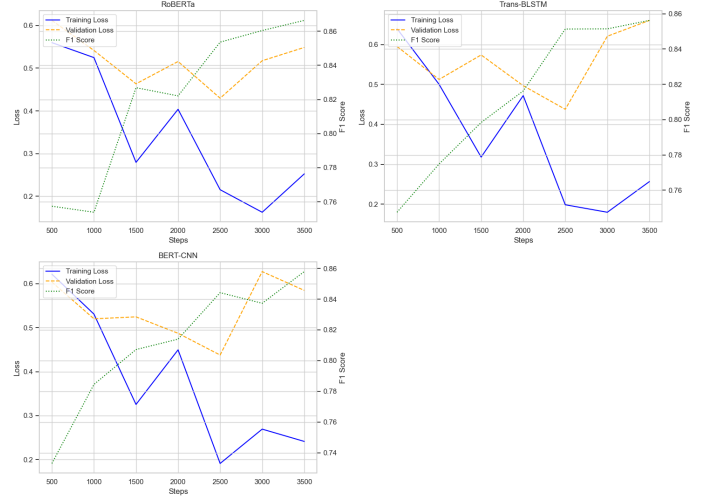 RoBERTa
Training Loss
Validation Loss
F1 Score
0.6
0.5
0.4
0.3
0.2
Loss
0.86
0.84
0.82
0.80
0.78
0.76
F1 Score
500 1000 1500 2000 2500 3000 3500
Steps
Trans-BLSTM
Training Loss
Validation Loss
F1 Score
0.6
0.5
0.4
0.3
0.2
Loss
0.86
0.84
0.82
0.80
0.78
0.76
F1 Score
500 1000 1500 2000 2500 3000 3500
Steps
BERT-CNN
Training Loss
Validation Loss
F1 Score
0.6
0.5
0.4
0.3
0.2
Loss
0.86
0.84
0.82
0.80
0.78
0.76
0.74
F1 Score
500 1000 1500 2000 2500 3000 3500
Steps